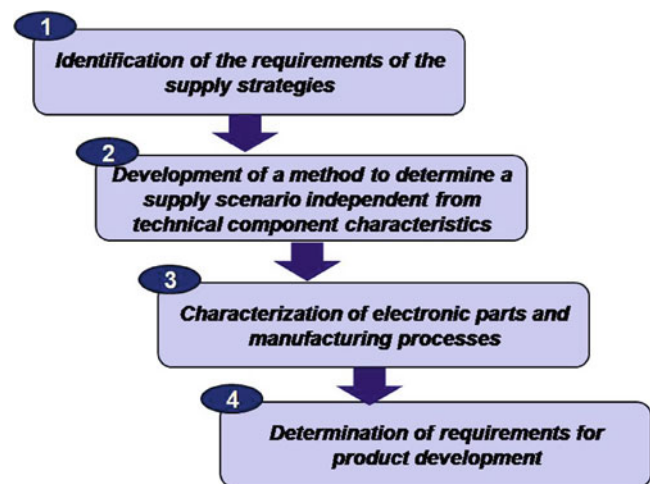 1
Identification of the requirements of the
supply strategies
2
Development of a method to determine a
supply scenario independent from
technical component characteristics
3
Characterization of electronic parts and
manufacturing processes
4
Determination of requirements for
product development